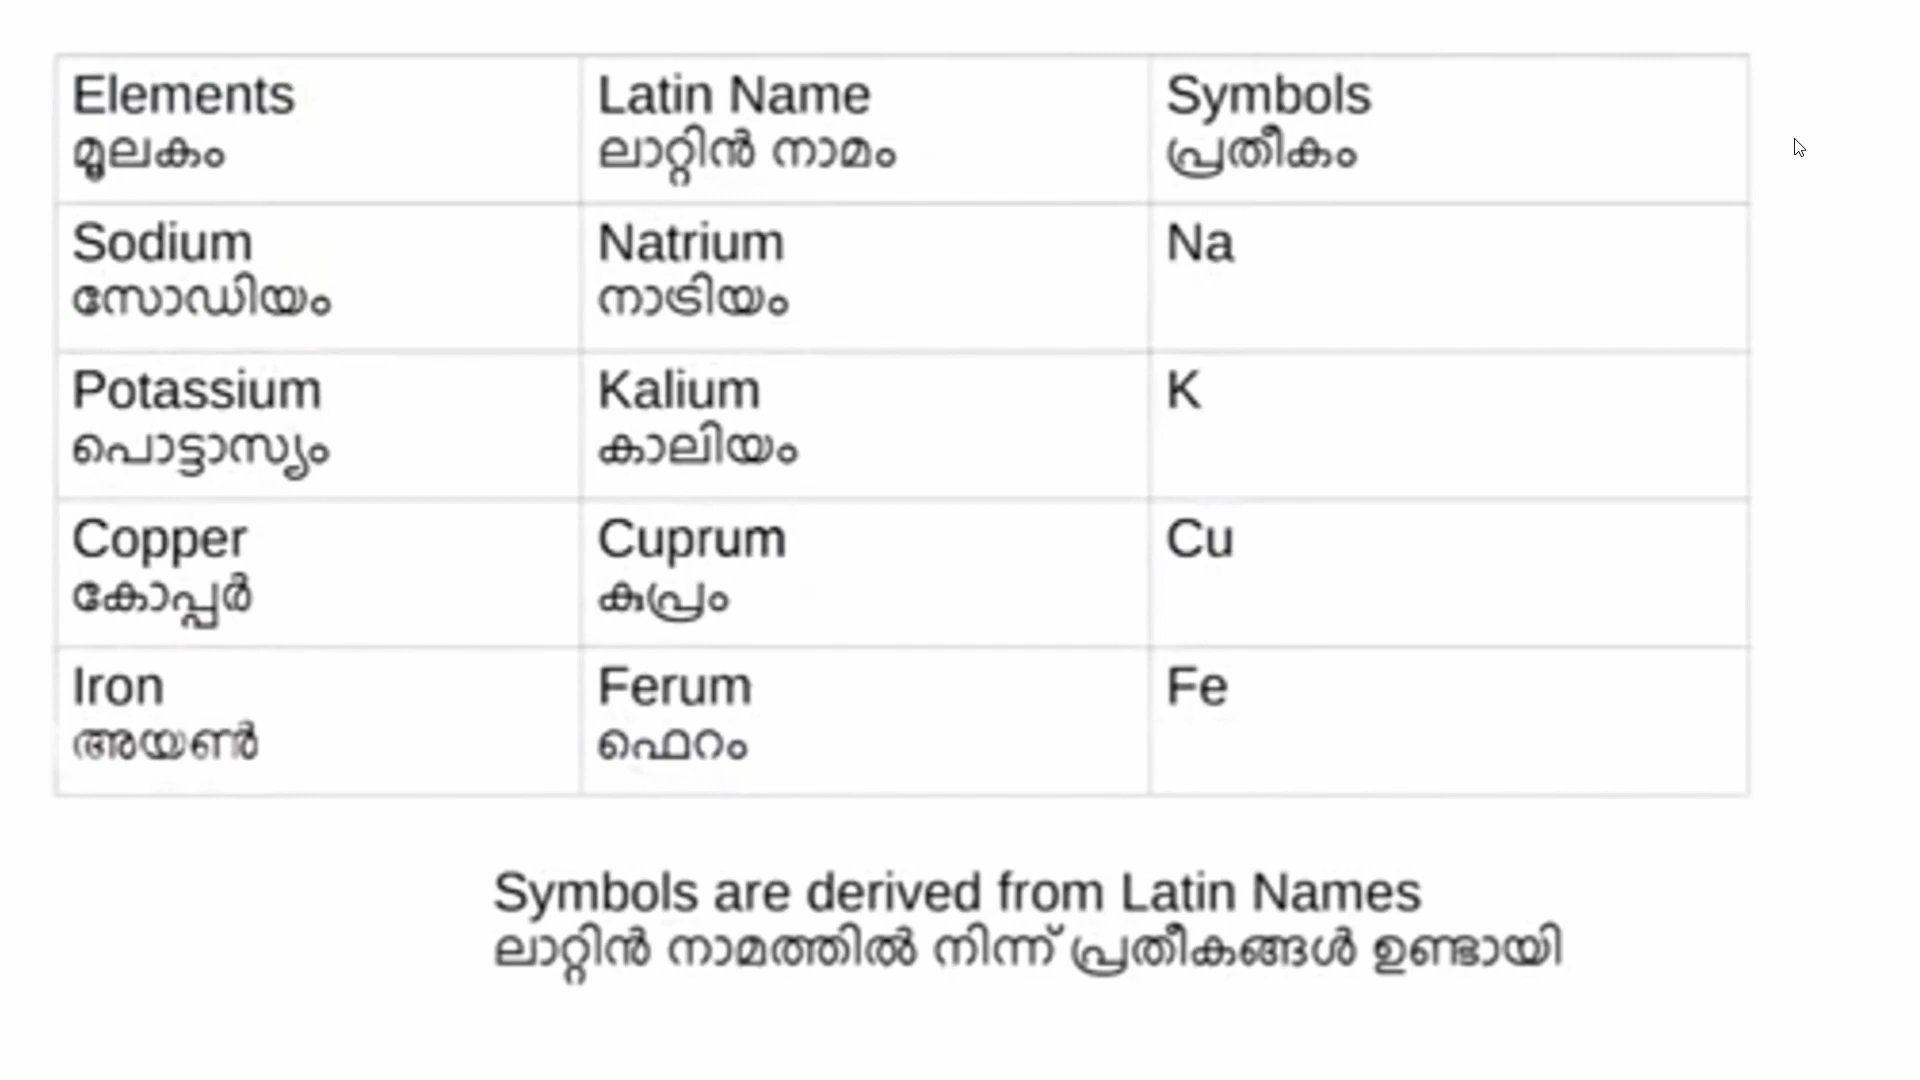 Elements
മൂലകം
Latin Name
ലാറ്റിൻ നാമം
Symbols
പ്രതീകം
Sodium
സോഡിയം
Natrium
നാട്രിയം
Na
Potassium
പൊട്ടാസ്യം
Kalium
കാലിയം
K
Copper
കോപ്പർ
Cuprum
കുപ്രം
Cu
Iron
അയൺ
Ferum
ഫെറം
Fe
Symbols are derived from Latin Names
ലാറ്റിൻ നാമത്തിൽ നിന്ന് പ്രതീകങ്ങൾ ഉണ്ടായി